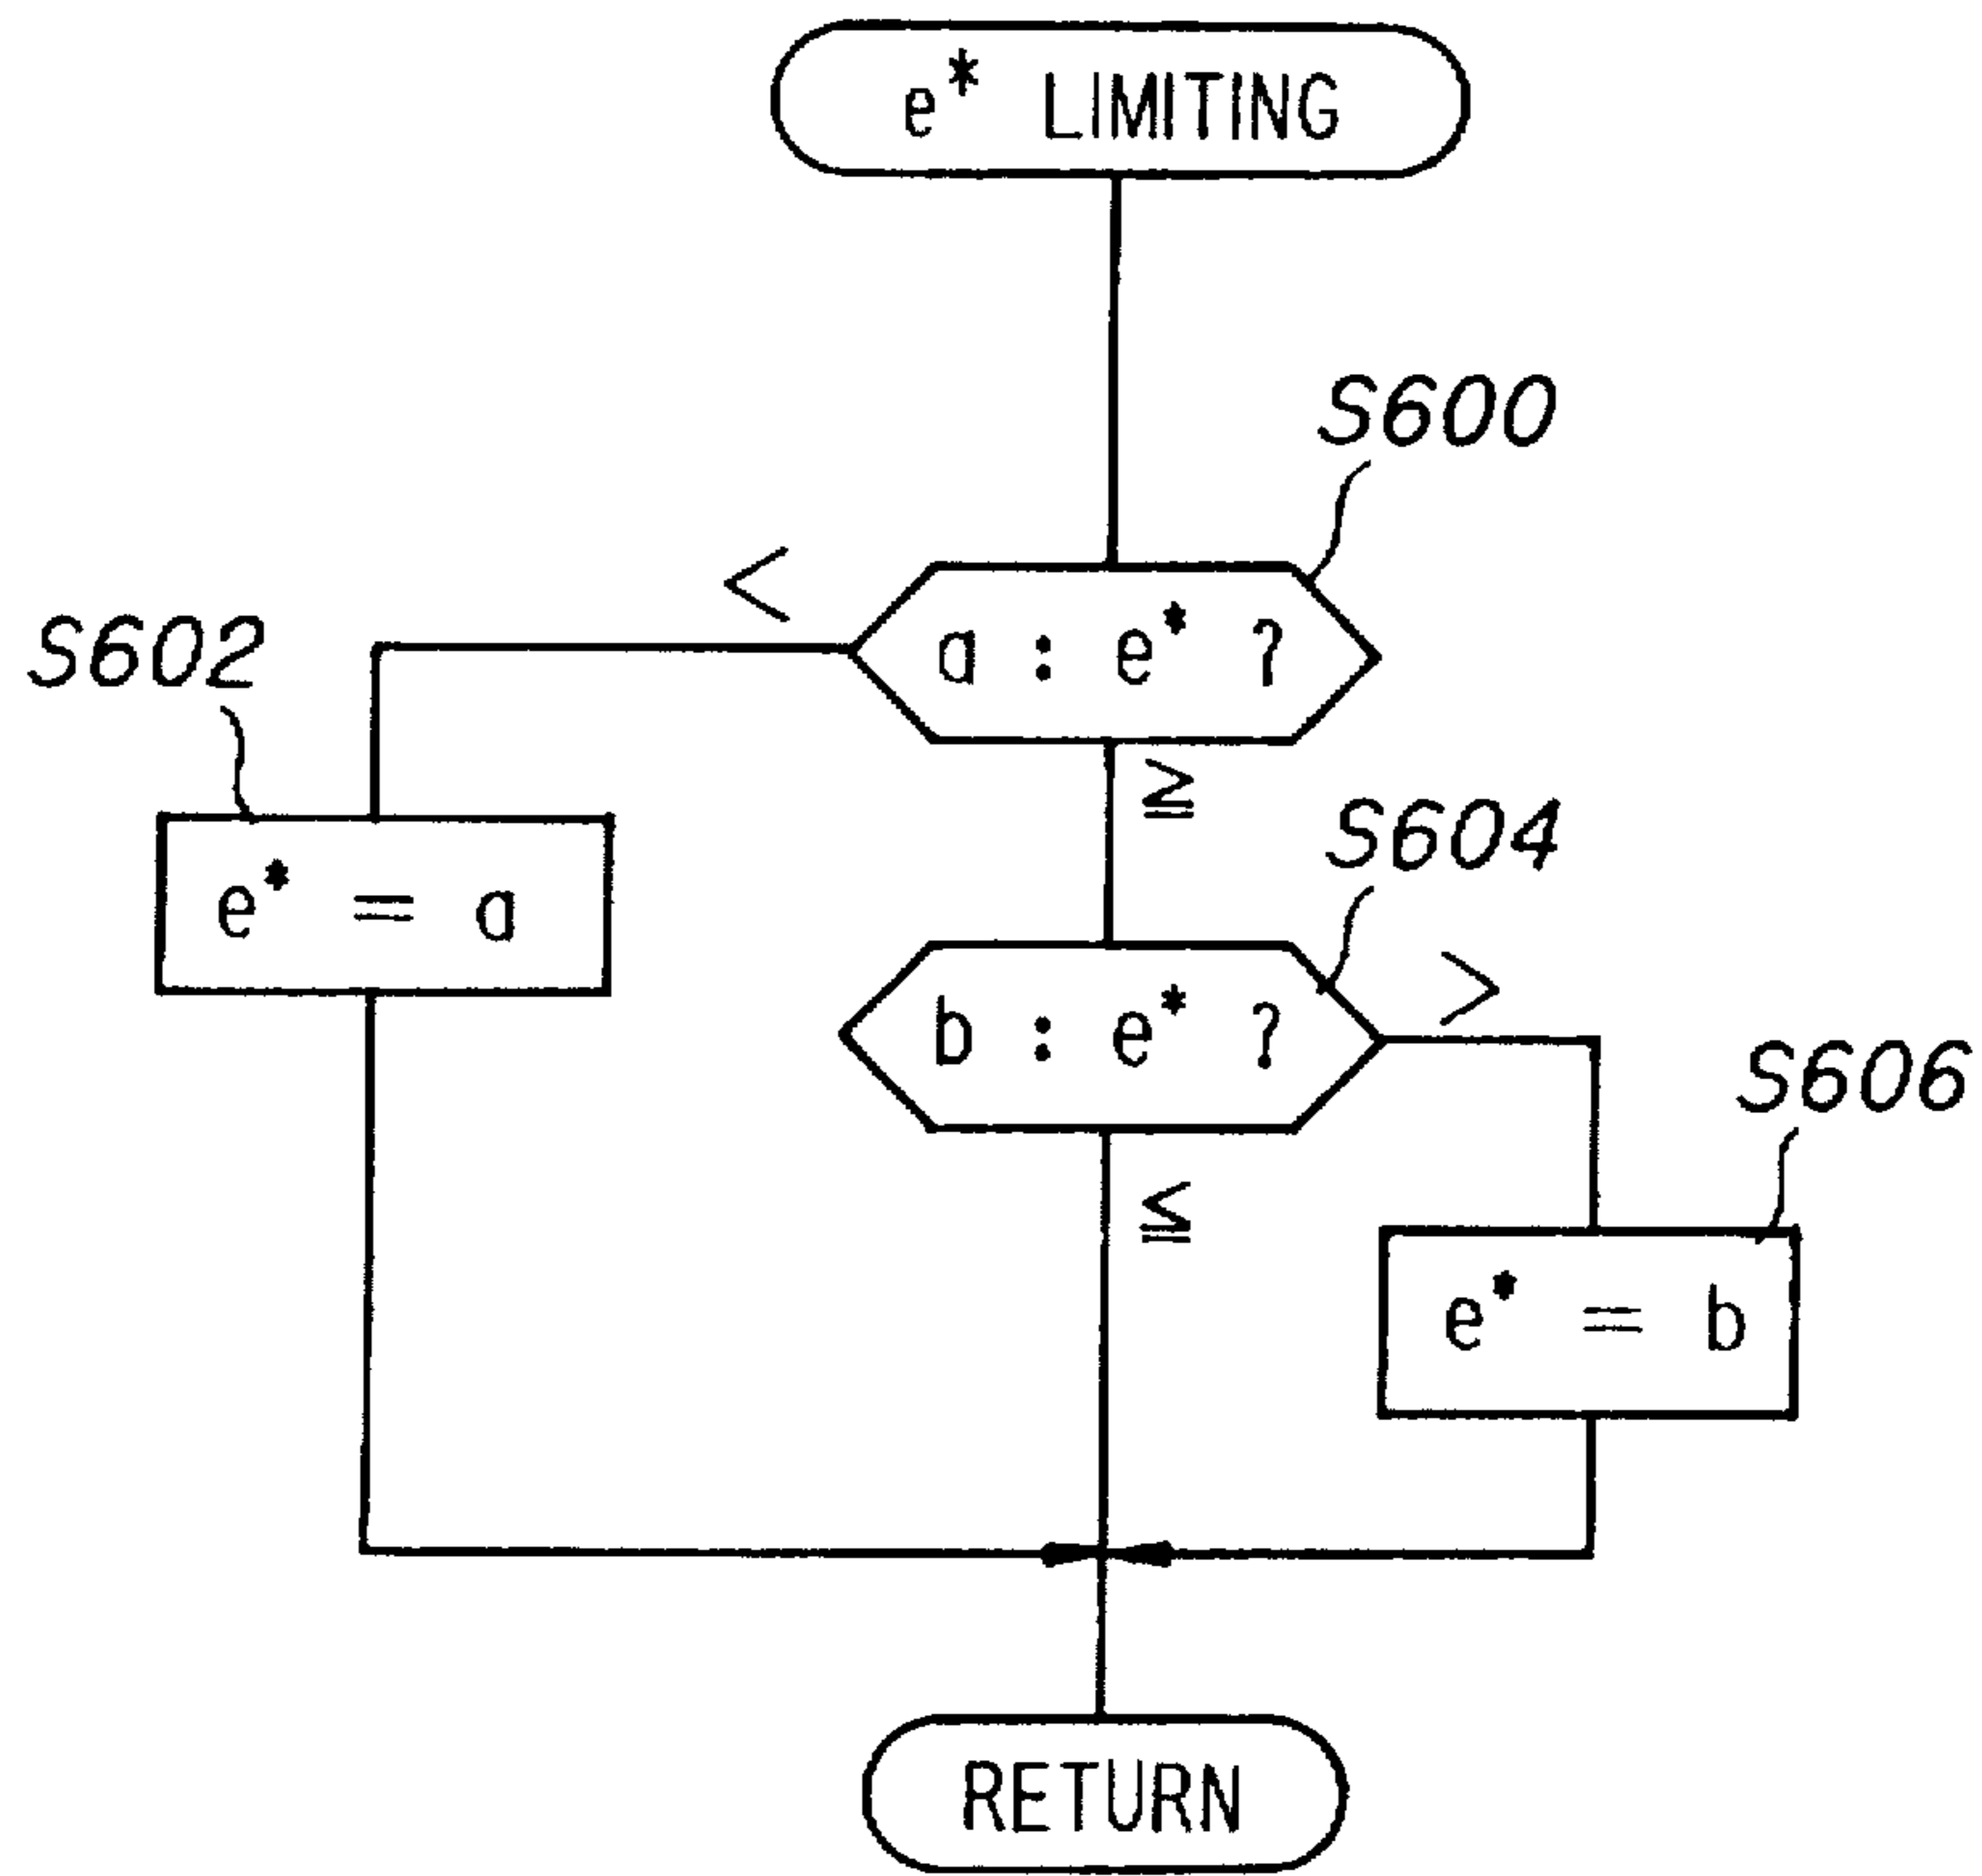 e* LIMITING
S600
<
a : e* ?
S602
≧
S604
e* = a
>
b : e* ?
S606
≦
e* = b
RETURN